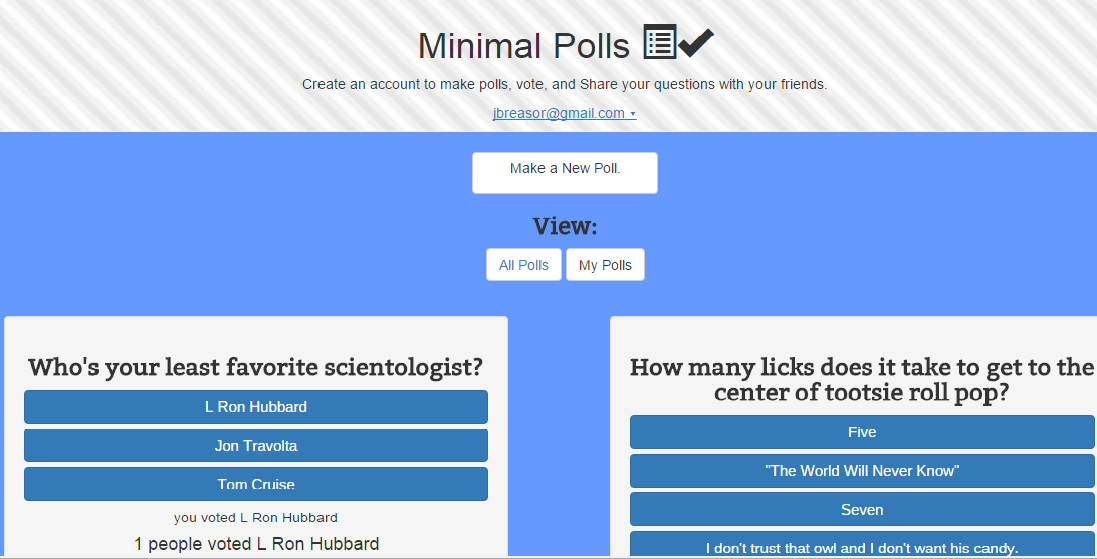 Minimal Polls
Create an account to make polls, vote, and Share your questions with your friends.
jbreasor@gmail.com
Make a New Poll.
View:
All Polls
My Polls
Who's your least favorite scientologist?
L Ron Hubbard
Jon Travolta
Tom Cruise
you voted L Ron Hubbard
1 people voted L Ron Hubbard
How many licks does it take to get to the
center of tootsie roll pop?
Five
"The World Will Never Know"
Seven
I don't trust that owl and I don't want his candy.